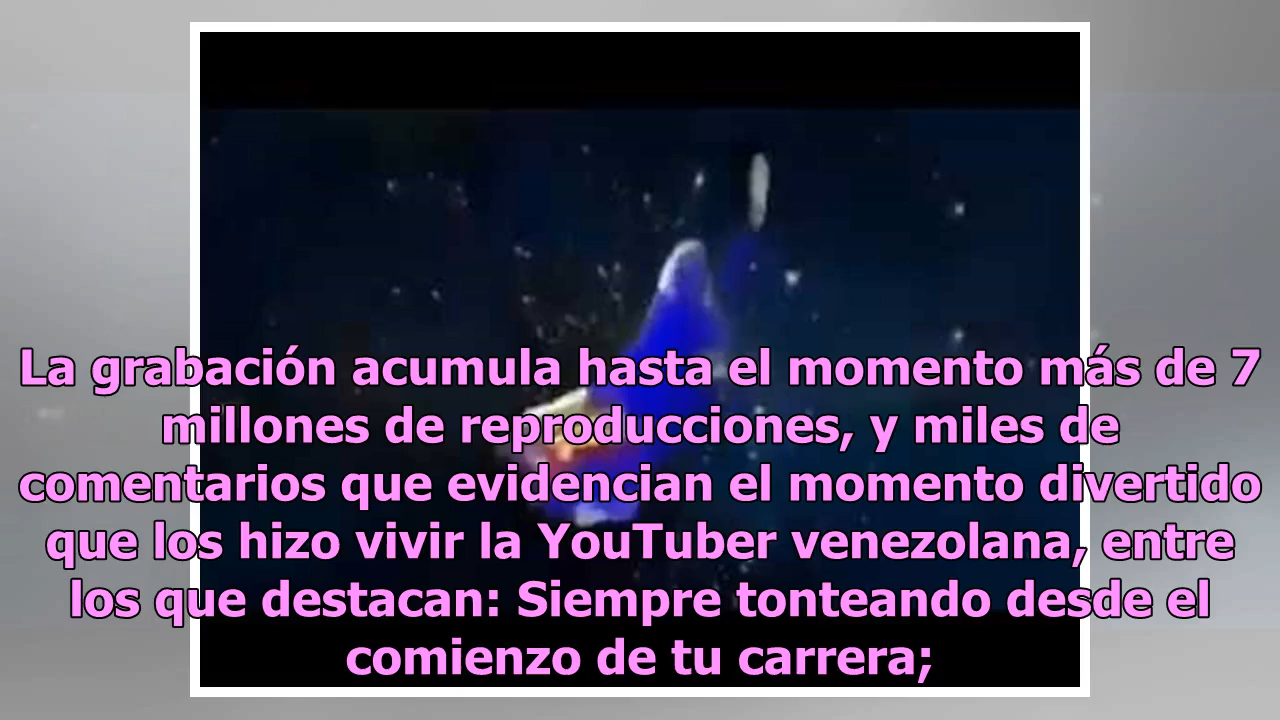 La grabación acumula hasta el momento más de 7
millones de reproducciones, y miles de
comentarios que evidencian el momento divertido
que los hizo vivir la YouTuber venezolana, entre
los que destacan: Siempre tonteando desde el
comienzo de tu carrera;